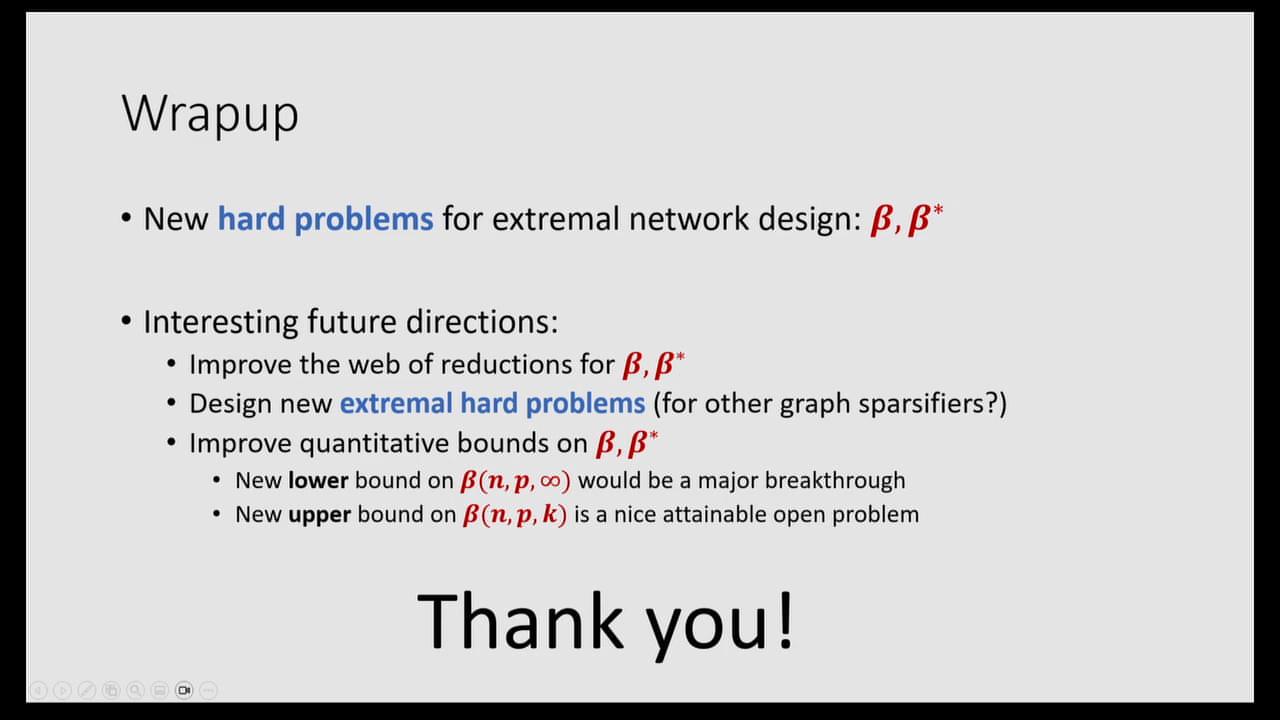 Wrapup
• New hard problems for extremal network design: β, β*
• Interesting future directions:
• Improve the web of reductions for β, β*
• Design new extremal hard problems (for other graph sparsifiers?)
• Improve quantitative bounds on β, β*
• New lower bound on β(n, p, ∞) would be a major breakthrough
• New upper bound on β(n, p, k) is a nice attainable open problem
Thank you!